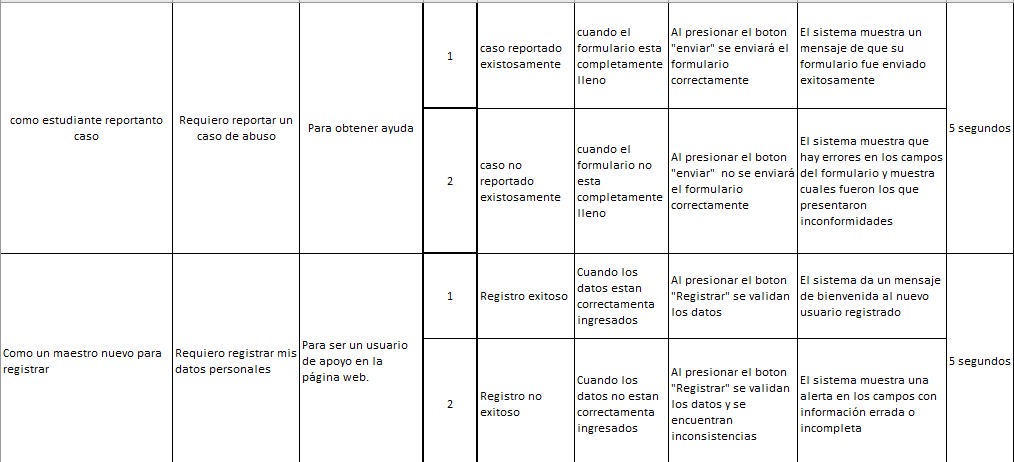 como estudiante reportanto
caso
Requiero reportar un
caso de abuso
Para obtener ayuda
1
caso reportado
existosamente
cuando el
formulario esta
completamente
lleno
Al presionar el boton
"enviar" se enviará el
formulario
correctamente
El sistema muestra un
mensaje de que su
formulario fue enviado
exitosamente
5 segundos
2
caso no
reportado
existosamente
cuando el
formulario no
esta
completamente
lleno
Al presionar el boton
"enviar" no se enviará
el formulario
correctamente
El sistema muestra que
hay errores en los campos
del formulario y muestra
cuales fueron los que
presentaron
inconformidades
Como un maestro nuevo para
registrar
Requiero registrar mis
datos personales
Para ser un usuario
de apoyo en la
página web.
1
Registro exitoso
Cuando los
datos estan
correctamenta
ingresados
Al presionar el boton
"Registrar" se validan
los datos
El sistema da un mensaje
de bienvenida al nuevo
usuario registrado
5 segundos
2
Registro no
exitoso
Cuando los
datos no estan
correctamenta
ingresados
Al presionar el boton
"Registrar" se validan
los datos y se
encuentran
inconsistencias
El sistema muestra una
alerta en los campos con
información errada o
incompleta